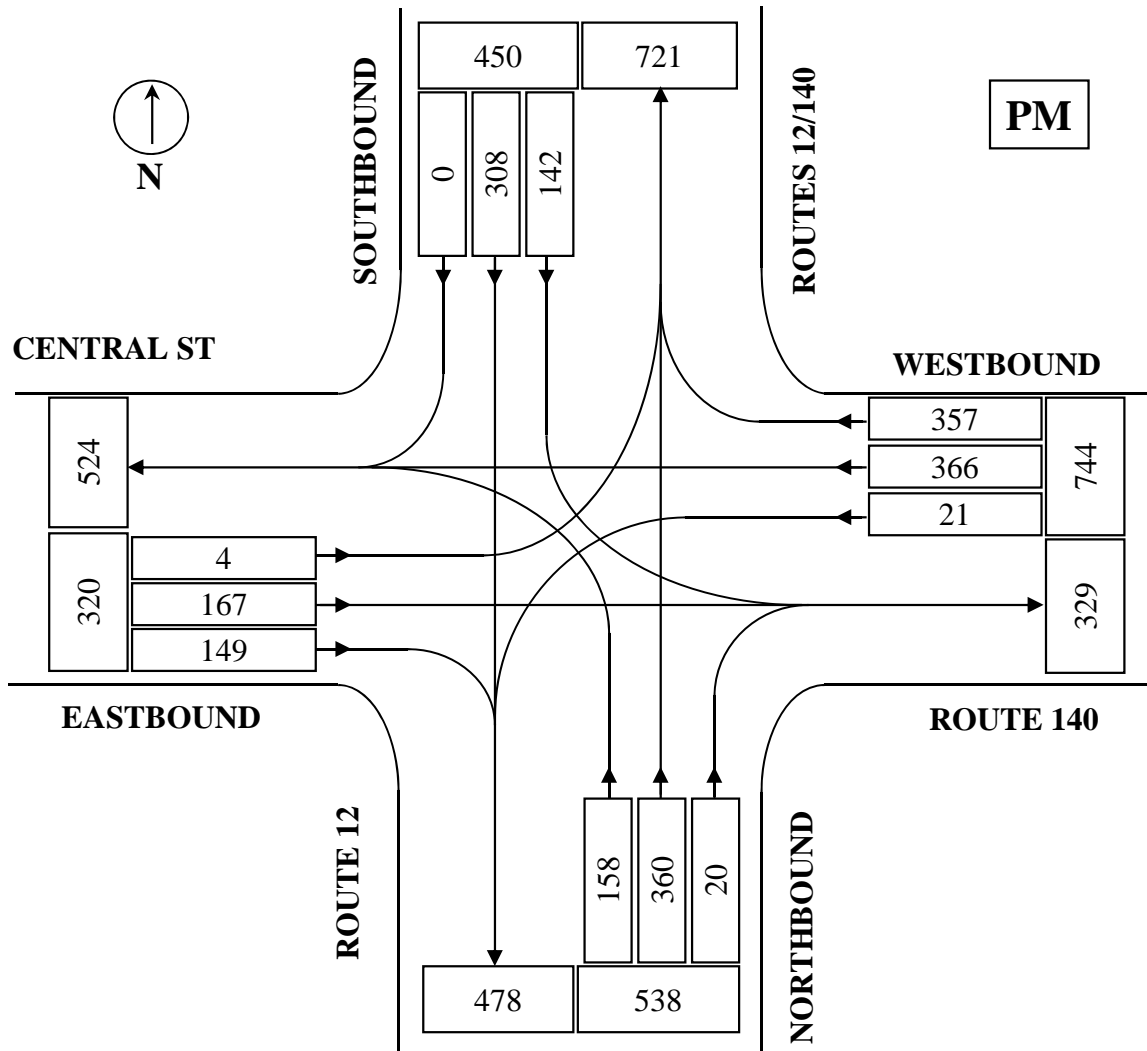 450 721
SOUTHBOUND
ROUTES 12/140
PM
N
0 308 142
CENTRAL ST
WESTBOUND
524
357
366
21
744
320
4
167
149
329
EASTBOUND
ROUTE 140
ROUTE 12
158 360 20
NORTHBOUND
478 538